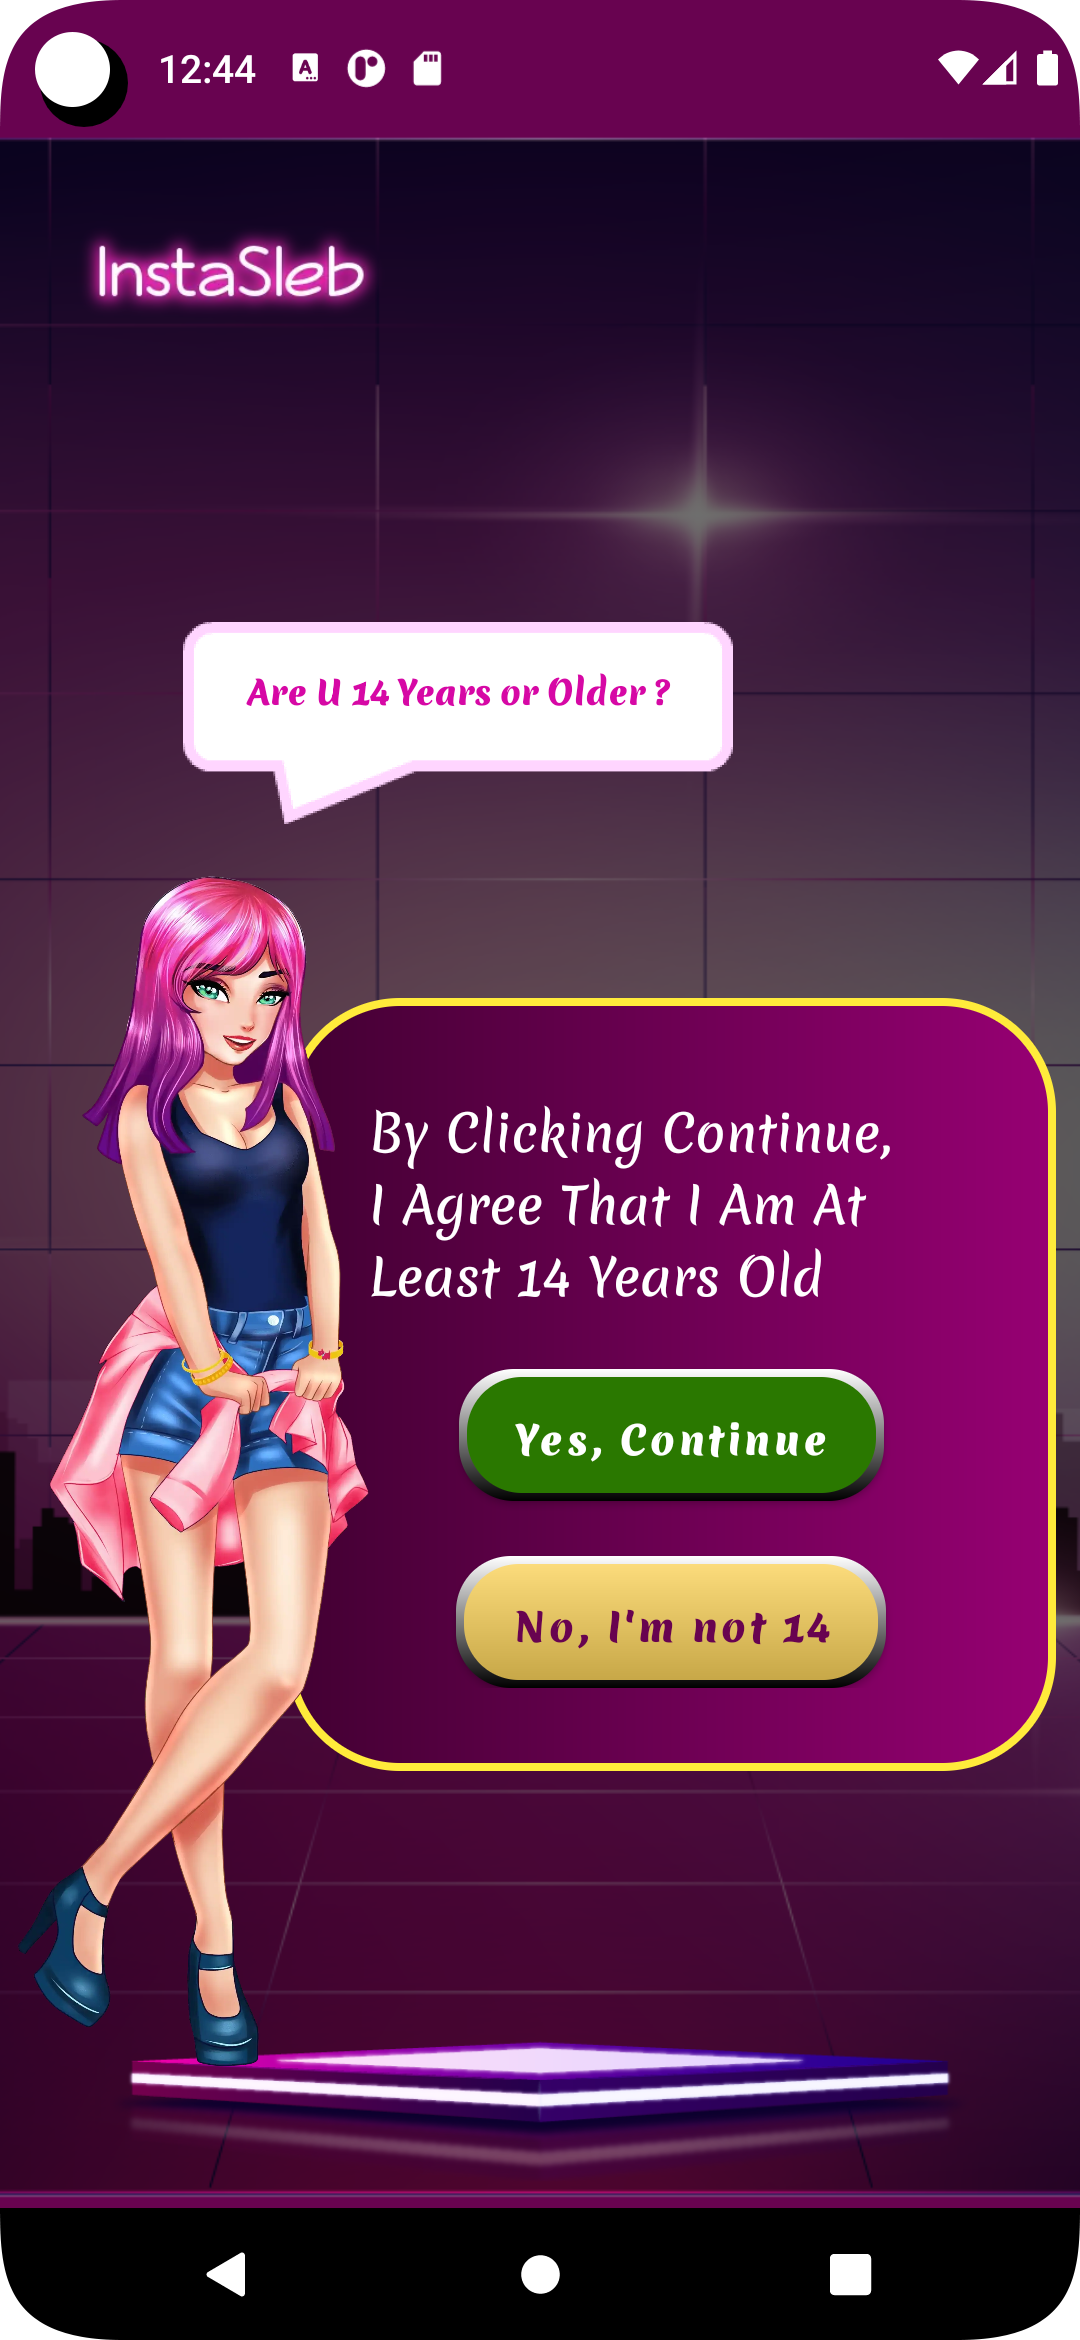 12:44
InstaSleb
Are U 14 Years or Older ?
By Clicking Continue,
I Agree That I Am At
Least 14 Years Old
Yes, Continue
No, I'm not 14